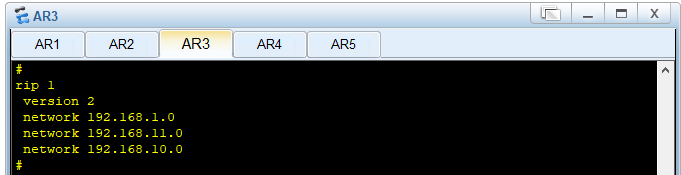 AR3
X
AR1 AR2 AR3 AR4 AR5
#
rip 1
version 2
network 192.168.1.0
network 192.168.11.0
network 192.168.10.0
#